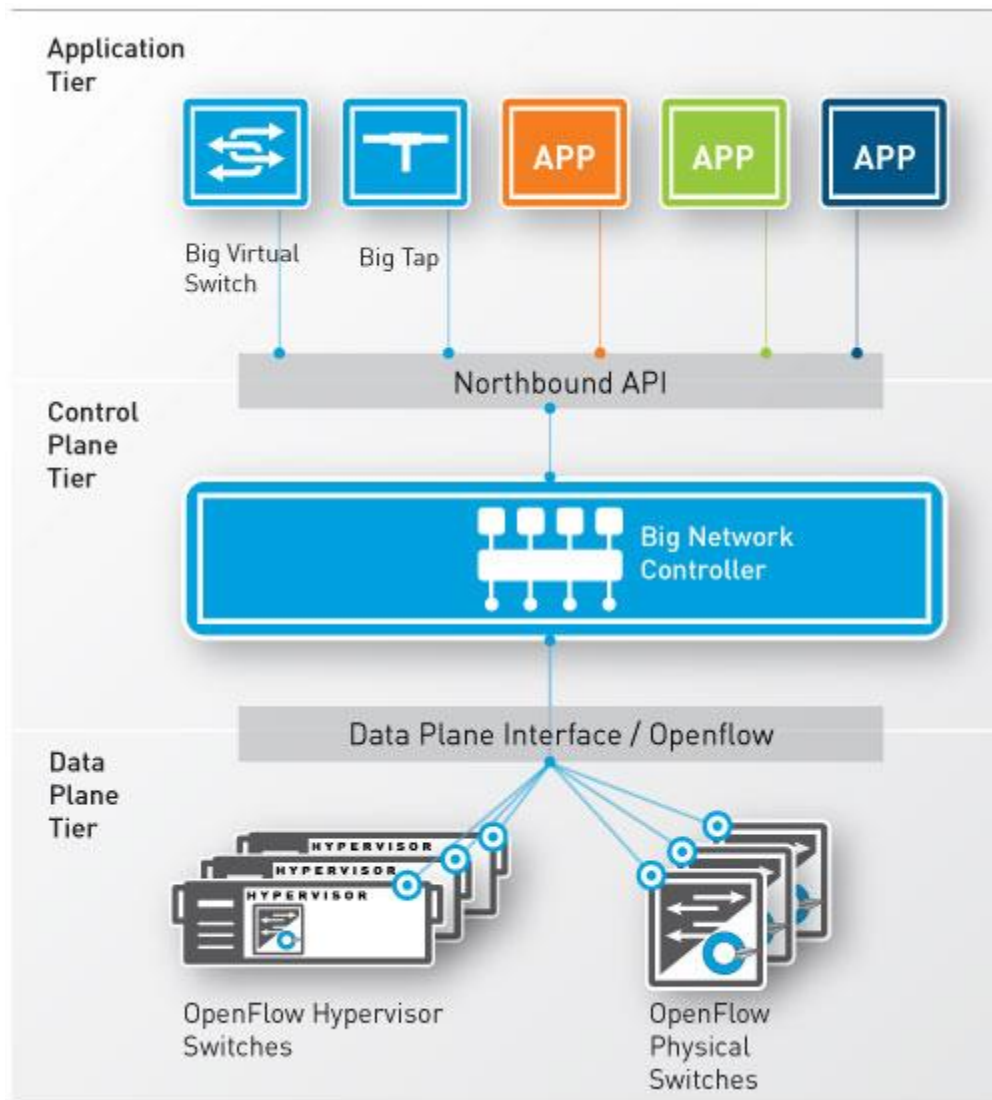 Application
Tier
APP
APP
APP
Big Virtual
Switch
Big Tap
Northbound API
Control
Plane
Tier
Big Network
Controller
Data Plane Interface / Openflow
Data
Plane
Tier
HYPERVISOR
HYPERVISOR
HYPERVISOR
OpenFlow Hypervisor
Switches
OpenFlow
Physical
Switches